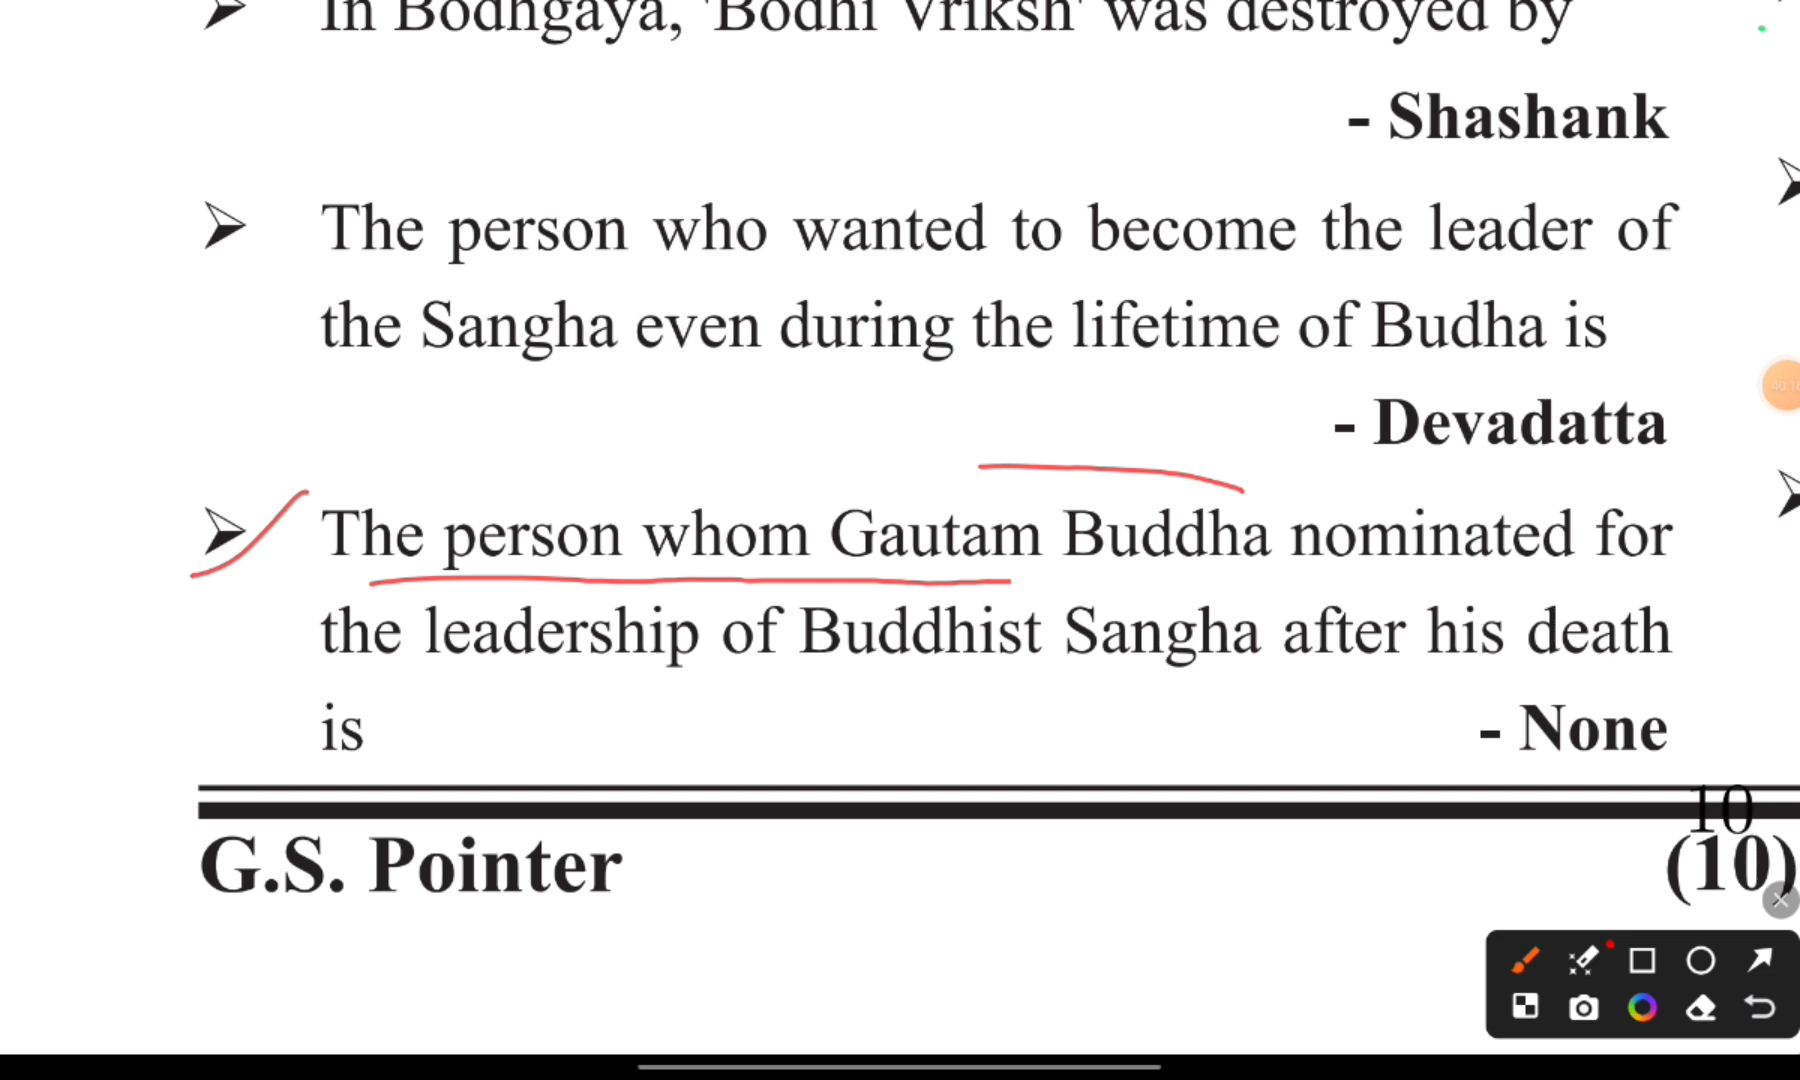 In Bodhgaya, 'Bodhi Vriksh' was destroyed by
- Shashank
➢ The person who wanted to become the leader of
the Sangha even during the lifetime of Budha is
- Devadatta
➢ The person whom Gautam Buddha nominated for
the leadership of Buddhist Sangha after his death
is - None
10
G.S. Pointer (10)